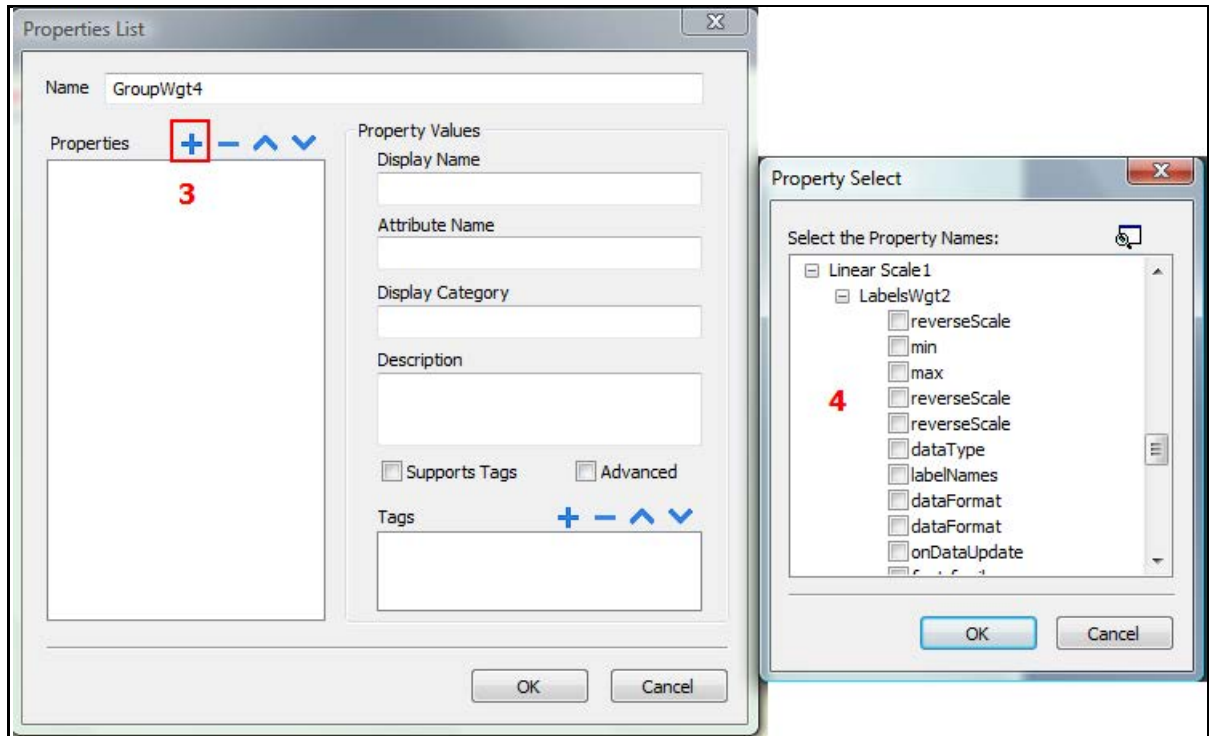 Properties List
Name GroupWgt4
Properties
3
Property Values
Display Name
Attribute Name
Display Category
Description
Supports Tags Advanced
Tags
OK Cancel
Property Select
Select the Property Names:
Linear Scale1
LabelsWgt2
reverseScale
min
max
4
reverseScale
reverseScale
dataType
labelNames
dataFormat
dataFormat
onDataUpdate
OK Cancel